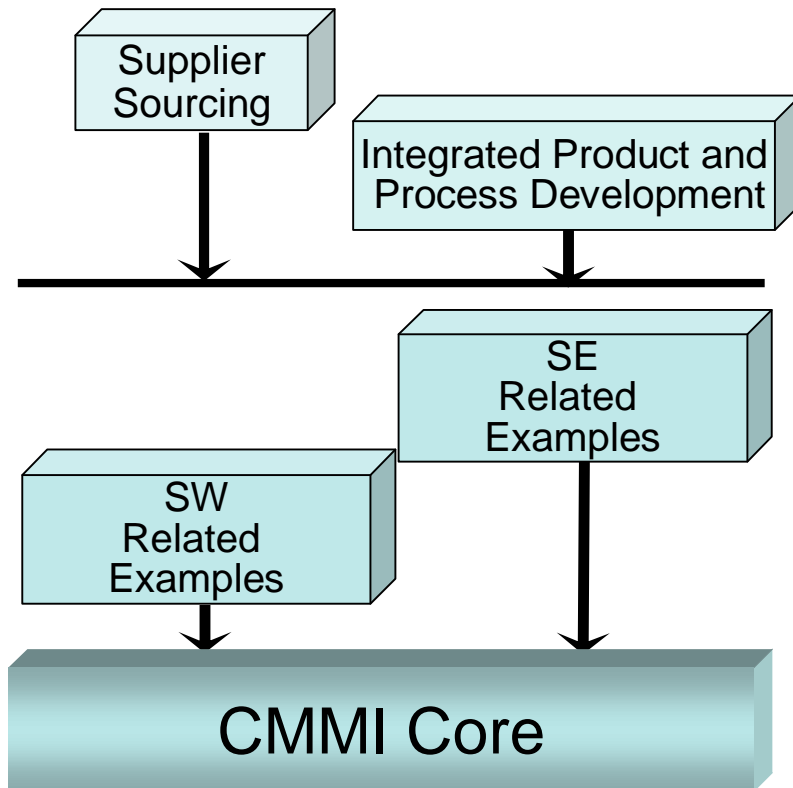 Supplier
Sourcing
Integrated Product and
Process Development
SE
Related
Examples
SW
Related
Examples
CMMI Core